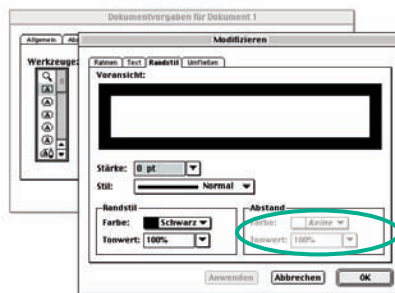 Dokumentvorgaben für Dokument 1
Allgemein
Werkzeuge:
Modifizieren
Rahmen Text Randstil Umfließen
Voransicht:
Stärke: 0 pt
Stil: Normal
Randstil
Farbe: Schwarz
Tonwert: 100%
Abstand
Farbe: Keine
Tonwert: 100%
Anwenden Abbrechen OK